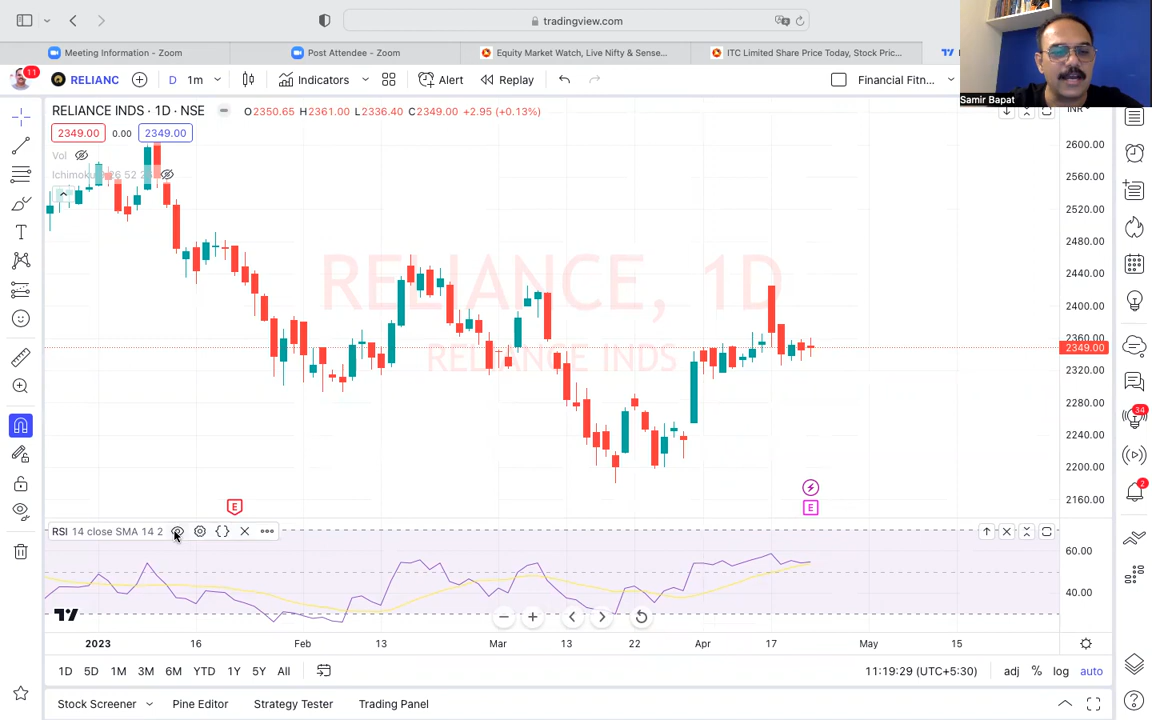 tradingview.com
Meeting Information - Zoom
Post Attendee - Zoom
Equity Market Watch, Live Nifty & Sense...
ITC Limited Share Price Today, Stock Pric...
11
RELIANC
D
1m
Indicators
Alert
Replay
Financial Fitn...
Samir Bapat
RELIANCE INDS · 1D · NSE
O2350.65 H2361.00 L2336.40 C2349.00 +2.95 (+0.13%)
2349.00
0.00
2349.00
Vol
RELIANCE, 1D
RELIANCE INDS
2600.00
2560.00
2520.00
2480.00
2440.00
2400.00
2360.00
2349.00
2320.00
2280.00
2240.00
2200.00
2160.00
34
2
E
E
RSI 14 close SMA 14 2
60.00
40.00
2023
16
Feb
13
Mar
13
22
Apr
17
May
15
1D
5D
1M
3M
6M
YTD
1Y
5Y
All
11:19:29 (UTC+5:30)
adj
%
log
auto
Stock Screener
Pine Editor
Strategy Tester
Trading Panel